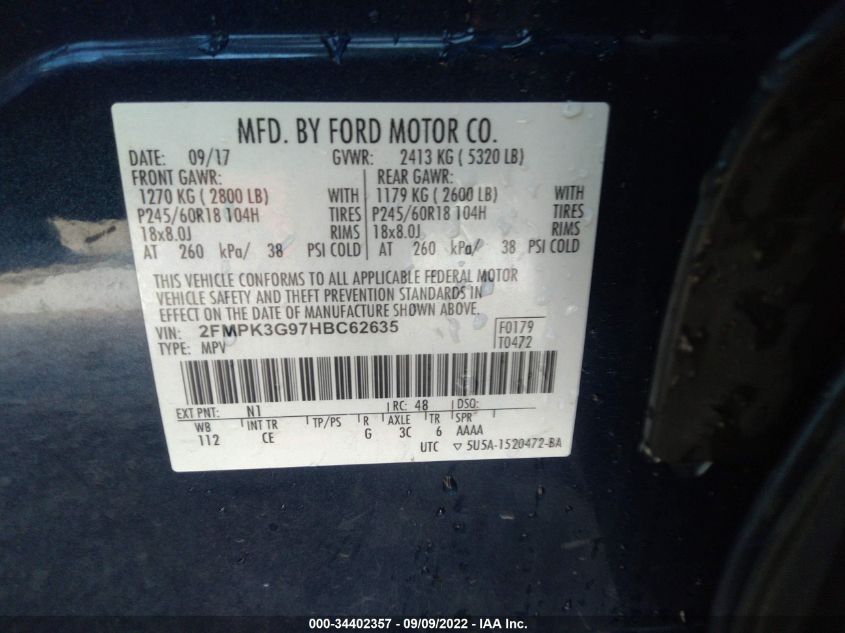 MFD. BY FORD MOTOR CO.
DATE: 09/17 GVWR: 2413 KG ( 5320 LB)
FRONT GAWR: REAR GAWR:
1270 KG ( 2800 LB) WITH 1179 KG ( 2600 LB) WITH
P245/60R18 104H TIRES P245/60R18 104H TIRES
18x8.0J RIMS 18x8.0J RIMS
AT 260 kPa/ 38 PSI COLD AT 260 kPa/ 38 PSI COLD
THIS VEHICLE CONFORMS TO ALL APPLICABLE FEDERAL MOTOR
VEHICLE SAFETY AND THEFT PREVENTION STANDARDS IN
EFFECT ON THE DATE OF MANUFACTURE SHOWN ABOVE.
VIN: 2FMPK3G97HBC62635 F0179
TYPE: MPV T0472
EXT PNT: N1 RC: 48 DSO:
WB INT TR TP/PS R AXLE TR SPR
112 CE G 3C 6 AAAA
UTC ▽ 5U5A-1520472-BA
000-34402357 - 09/09/2022 - www.iaai.com